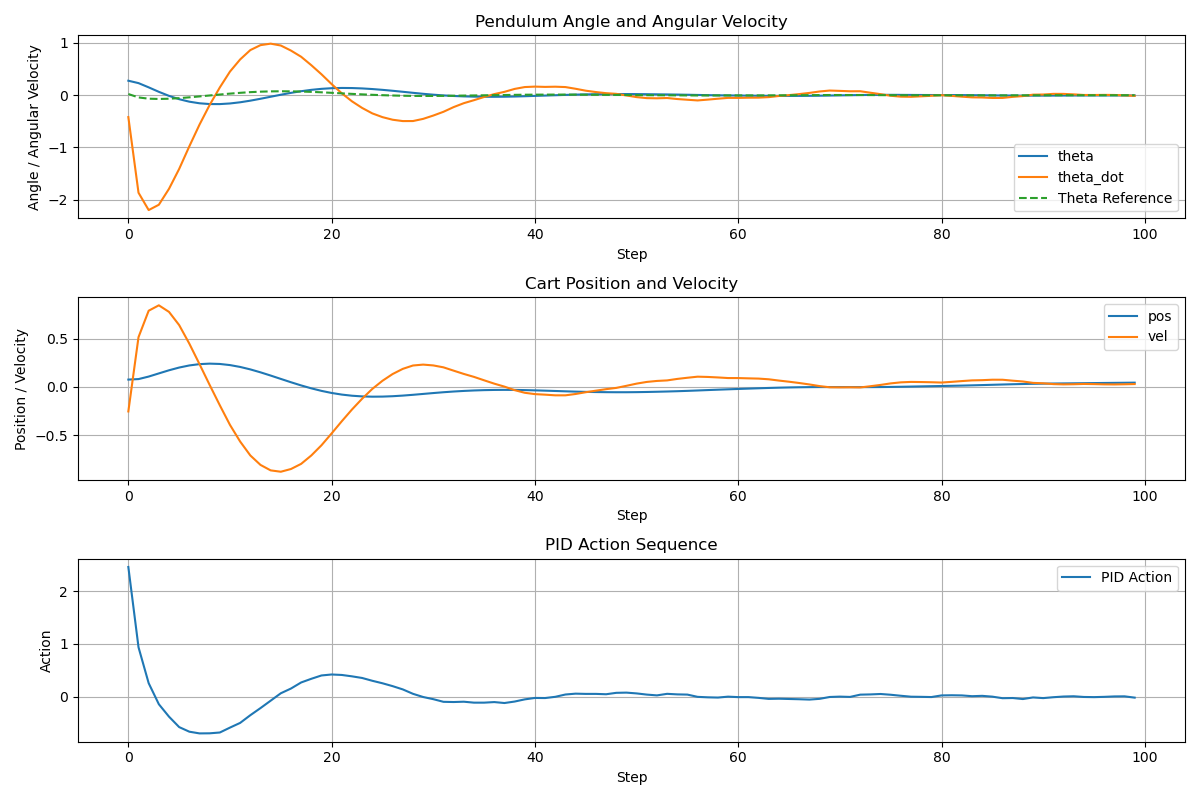 Pendulum Angle and Angular Velocity
Angle / Angular Velocity
1
0
−1
−2
theta
theta_dot
Theta Reference
0 20 40 60 80 100
Step
Cart Position and Velocity
Position / Velocity
0.5
0.0
−0.5
pos
vel
0 20 40 60 80 100
Step
PID Action Sequence
Action
2
1
0
PID Action
0 20 40 60 80 100
Step